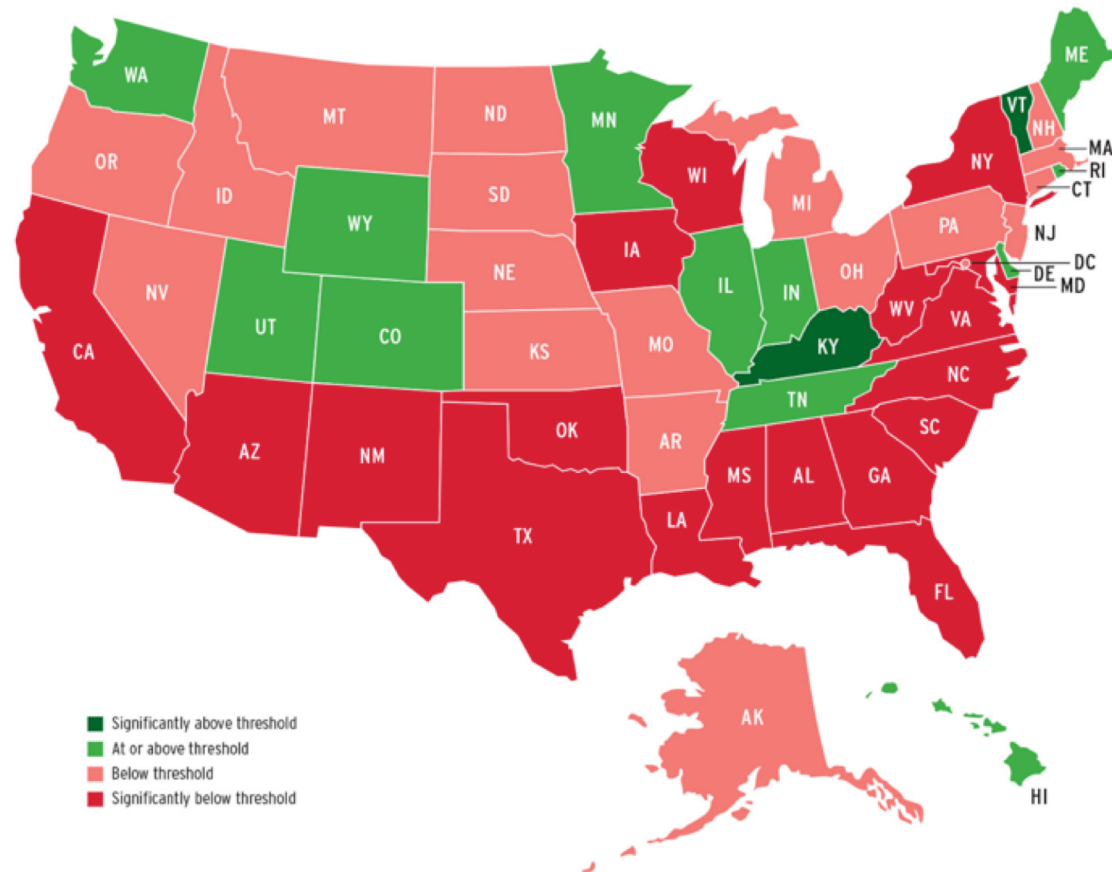 WA
ME
MT
ND
MN
VT
NH
OR
MA
RI
CT
ID
SD
WI
NY
WY
MI
PA
NJ
IA
NE
DC
OH
DE
NV
IL
IN
MD
UT
CO
WV
VA
CA
KS
MO
KY
NC
TN
OK
AZ
NM
AR
SC
MS
AL
GA
LA
TX
FL
AK
HI
Significantly above threshold
At or above threshold
Below threshold
Significantly below threshold